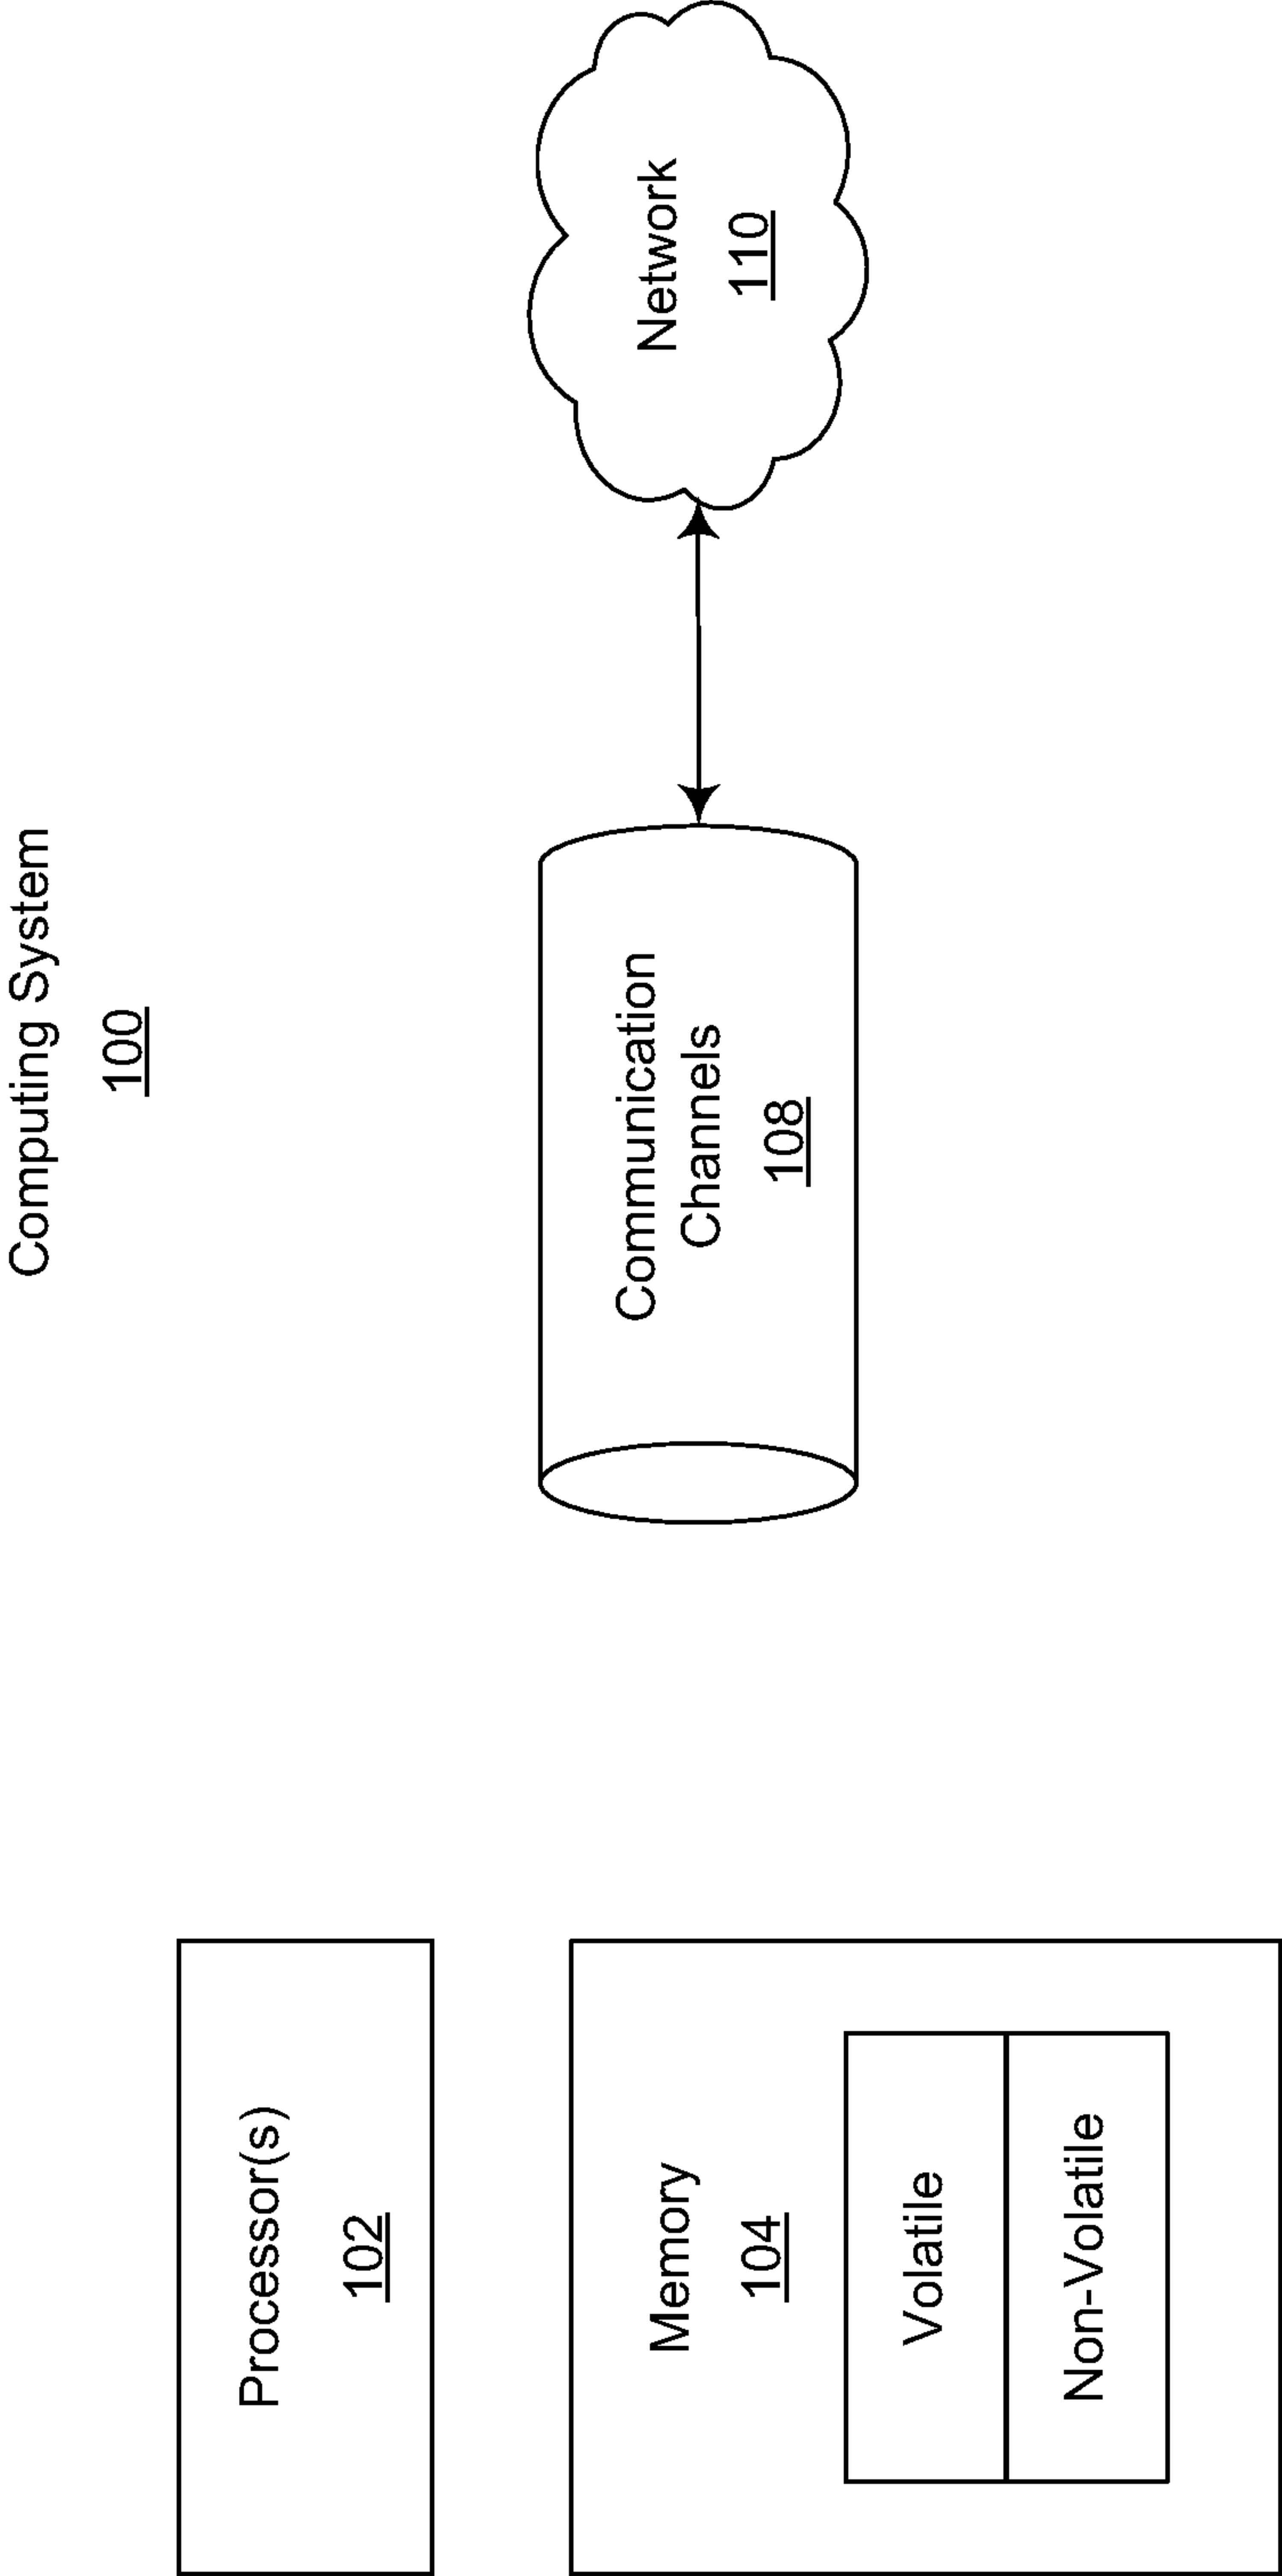 Computing System
100
Processor(s)
102
Memory
104
Volatile
Non-Volatile
Communication
Channels
108
Network
110